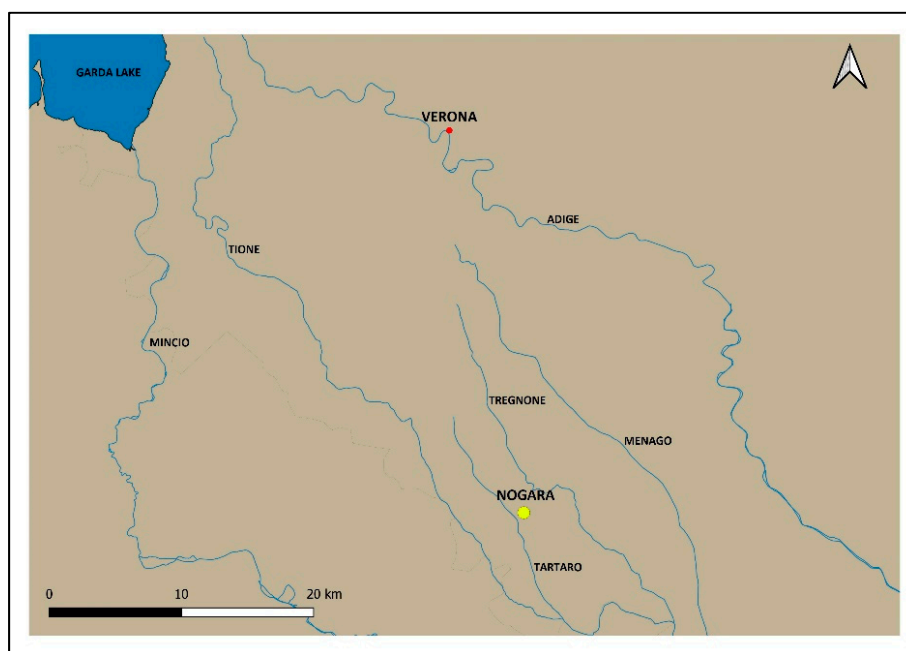 GARDA LAKE
VERONA
ADIGE
TIONE
MINCIO
TREGNONE
MENAGO
NOGARA
TARTARO
0 10 20 km